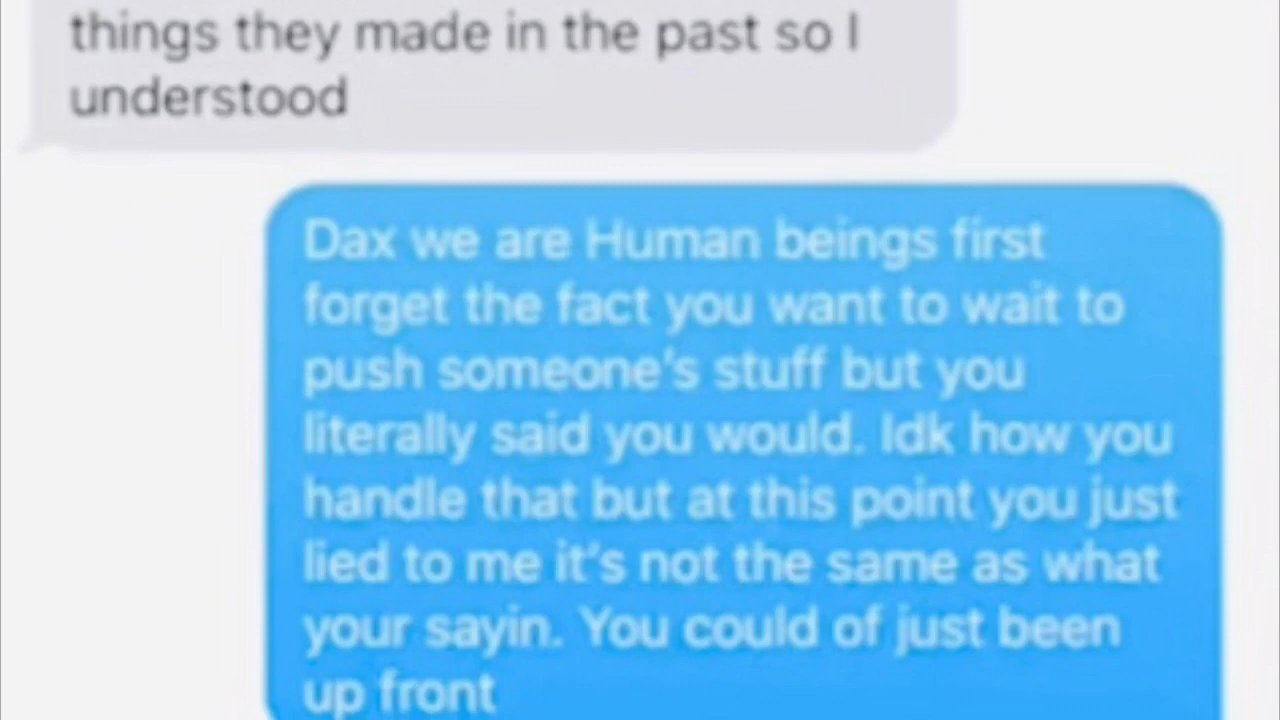 things they made in the past so I
understood
Dax we are Human beings first
forget the fact you want to wait to
push someone's stuff but you
literally said you would. Idk how you
handle that but at this point you just
lied to me it's not the same as what
your sayin. You could of just been
up front